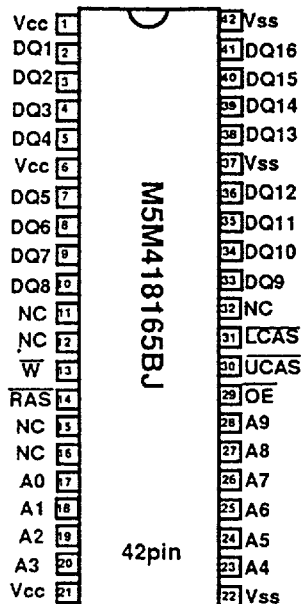 Vcc 1 42 Vss
DQ1 2 41 DQ16
DQ2 3 40 DQ15
DQ3 4 39 DQ14
DQ4 5 38 DQ13
Vcc 6 37 Vss
DQ5 7 36 DQ12
DQ6 8 35 DQ11
DQ7 9 34 DQ10
DQ8 10 33 DQ9
NC 11 32 NC
NC 12 31 L̅C̅A̅S̅
W̅ 13 30 U̅C̅A̅S̅
R̅A̅S̅ 14 29 O̅E̅
NC 15 28 A9
NC 16 27 A8
A0 17 26 A7
A1 18 25 A6
A2 19 24 A5
A3 20 23 A4
Vcc 21 22 Vss
M5M418165BJ
42pin